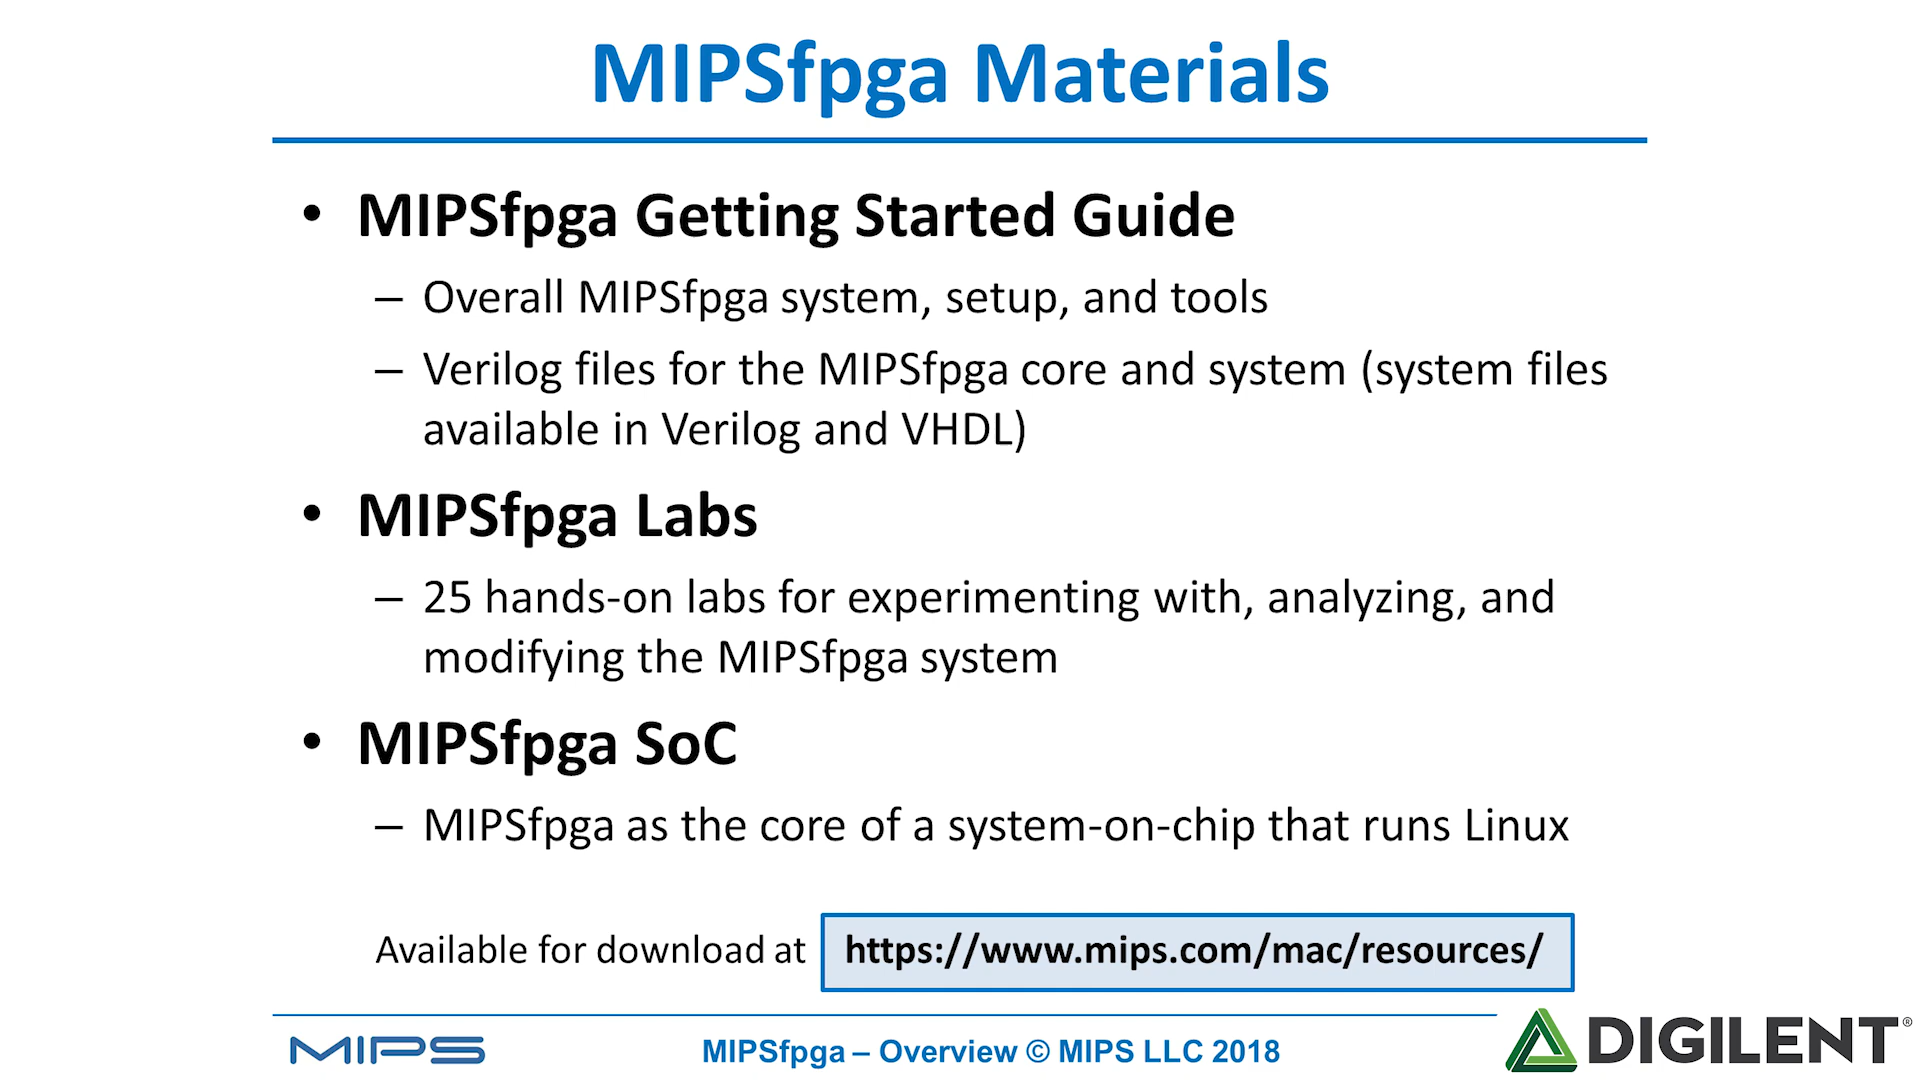 MIPSfpga Materials
• MIPSfpga Getting Started Guide
– Overall MIPSfpga system, setup, and tools
– Verilog files for the MIPSfpga core and system (system files
available in Verilog and VHDL)
• MIPSfpga Labs
– 25 hands-on labs for experimenting with, analyzing, and
modifying the MIPSfpga system
• MIPSfpga SoC
– MIPSfpga as the core of a system-on-chip that runs Linux
Available for download at https://www.mips.com/mac/resources/
MIPS MIPSfpga – Overview © MIPS LLC 2018 DIGILENT®